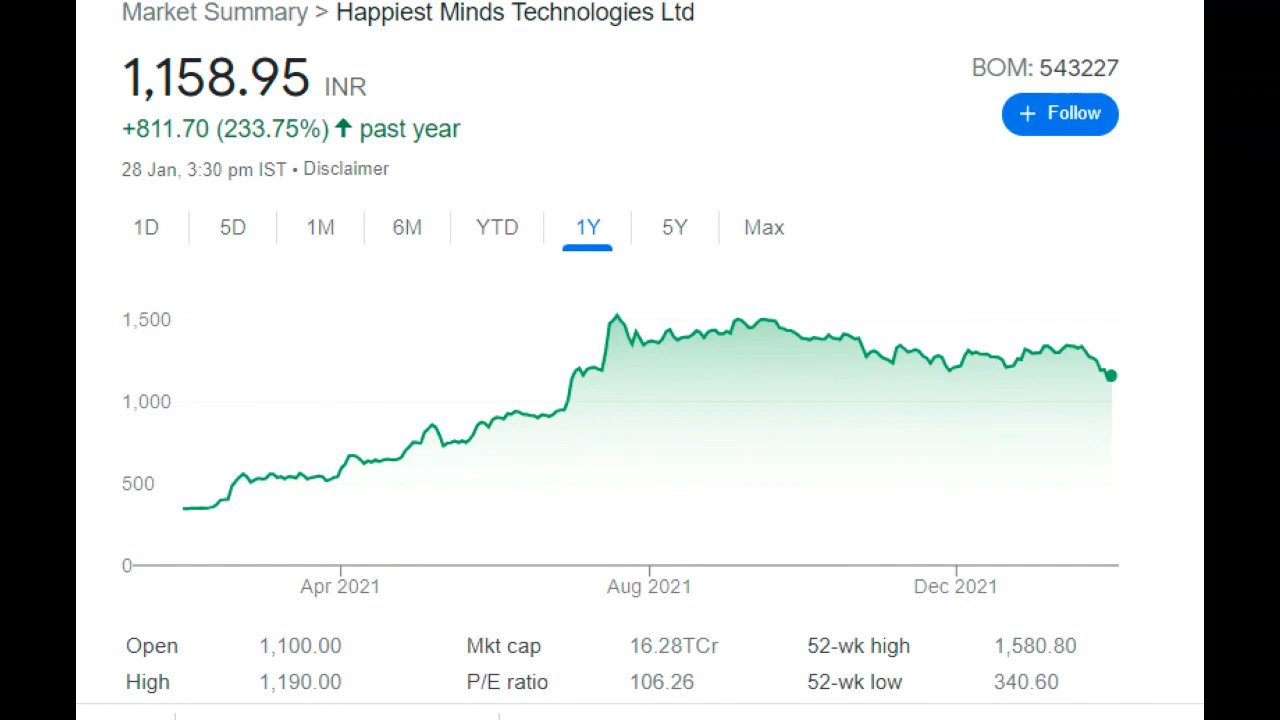 Market Summary > Happiest Minds Technologies Ltd
1,158.95 INR
BOM: 543227
+ Follow
+811.70 (233.75%) ↑ past year
28 Jan, 3:30 pm IST • Disclaimer
1D 5D 1M 6M YTD 1Y 5Y Max
1,500
1,000
500
0
Apr 2021 Aug 2021 Dec 2021
Open 1,100.00 Mkt cap 16.28TCr 52-wk high 1,580.80
High 1,190.00 P/E ratio 106.26 52-wk low 340.60